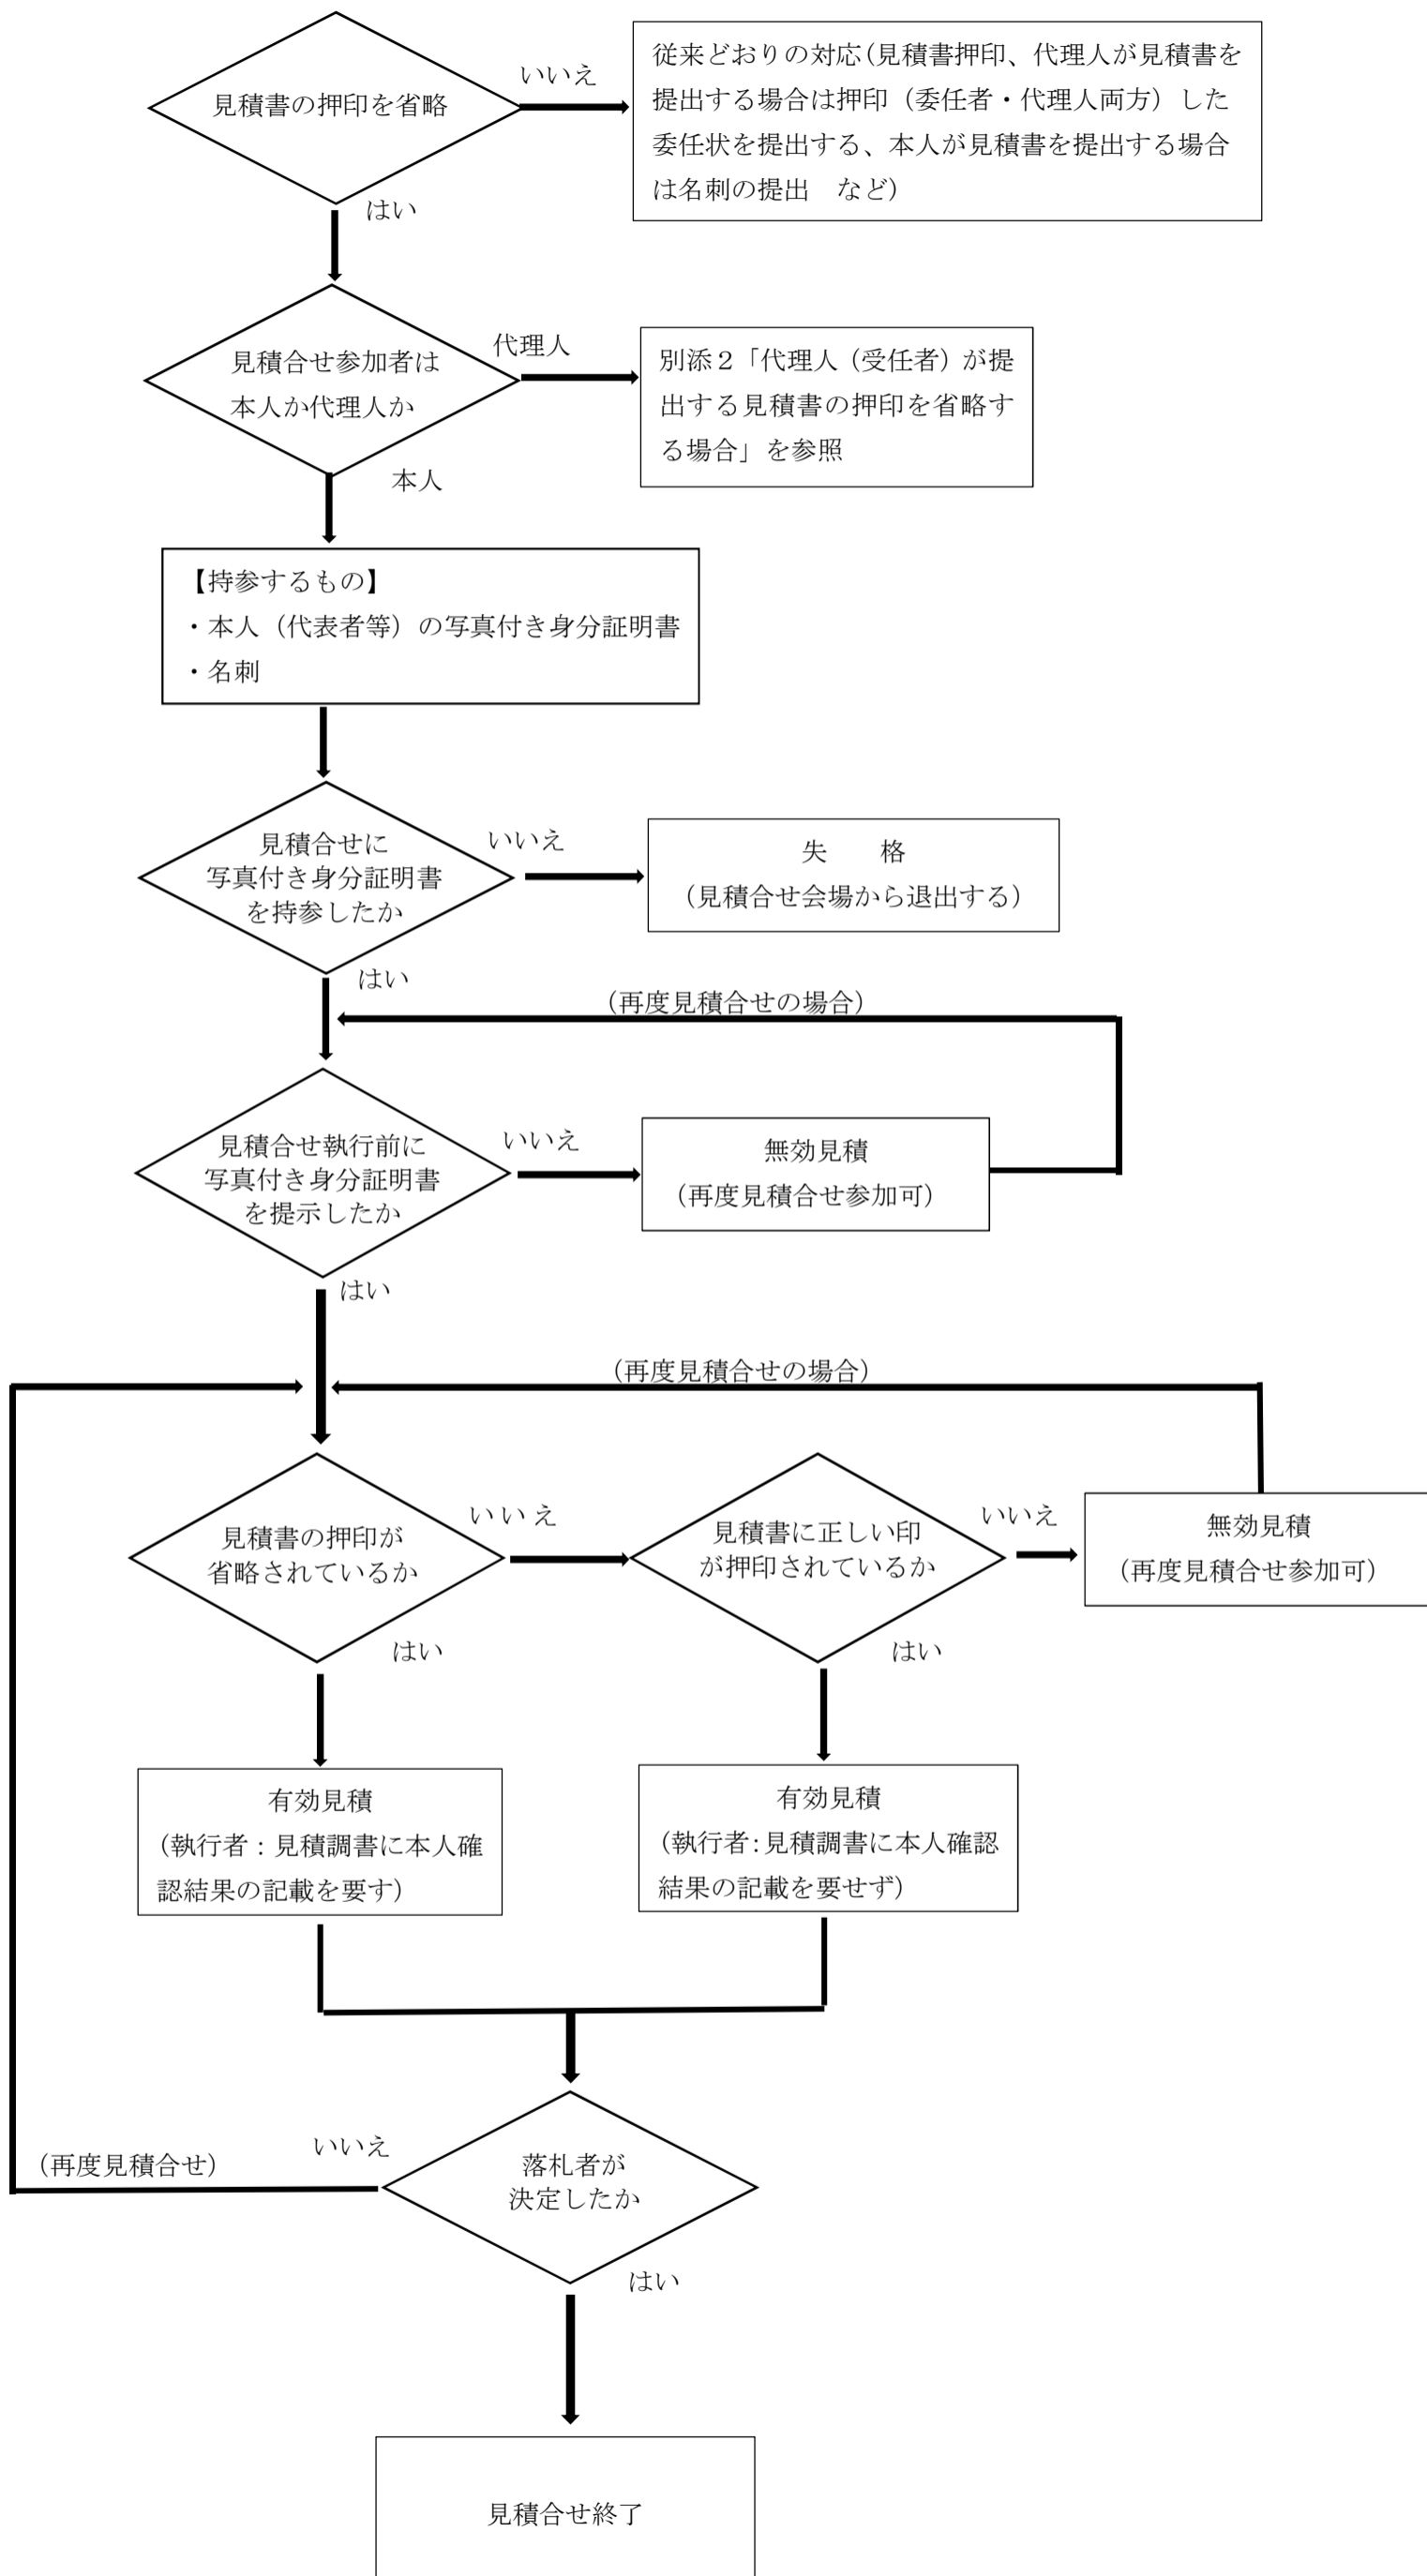 見積書の押印を省略
いいえ
従来どおりの対応(見積書押印、代理人が見積書を
提出する場合は押印（委任者・代理人両方）した
委任状を提出する、本人が見積書を提出する場合
は名刺の提出　など）
はい
見積合せ参加者は
本人か代理人か
代理人
別添２「代理人（受任者）が提
出する見積書の押印を省略す
る場合」を参照
本人
【持参するもの】
・本人（代表者等）の写真付き身分証明書
・名刺
見積合せに
写真付き身分証明書
を持参したか
いいえ
失　　格
（見積合せ会場から退出する）
はい
（再度見積合せの場合）
見積合せ執行前に
写真付き身分証明書
を提示したか
いいえ
無効見積
（再度見積合せ参加可）
はい
（再度見積合せの場合）
見積書の押印が
省略されているか
いいえ
見積書に正しい印
が押印されているか
いいえ
無効見積
（再度見積合せ参加可）
はい
はい
有効見積
（執行者：見積調書に本人確
認結果の記載を要す）
有効見積
（執行者:見積調書に本人確認
結果の記載を要せず）
（再度見積合せ）
いいえ
落札者が
決定したか
はい
見積合せ終了